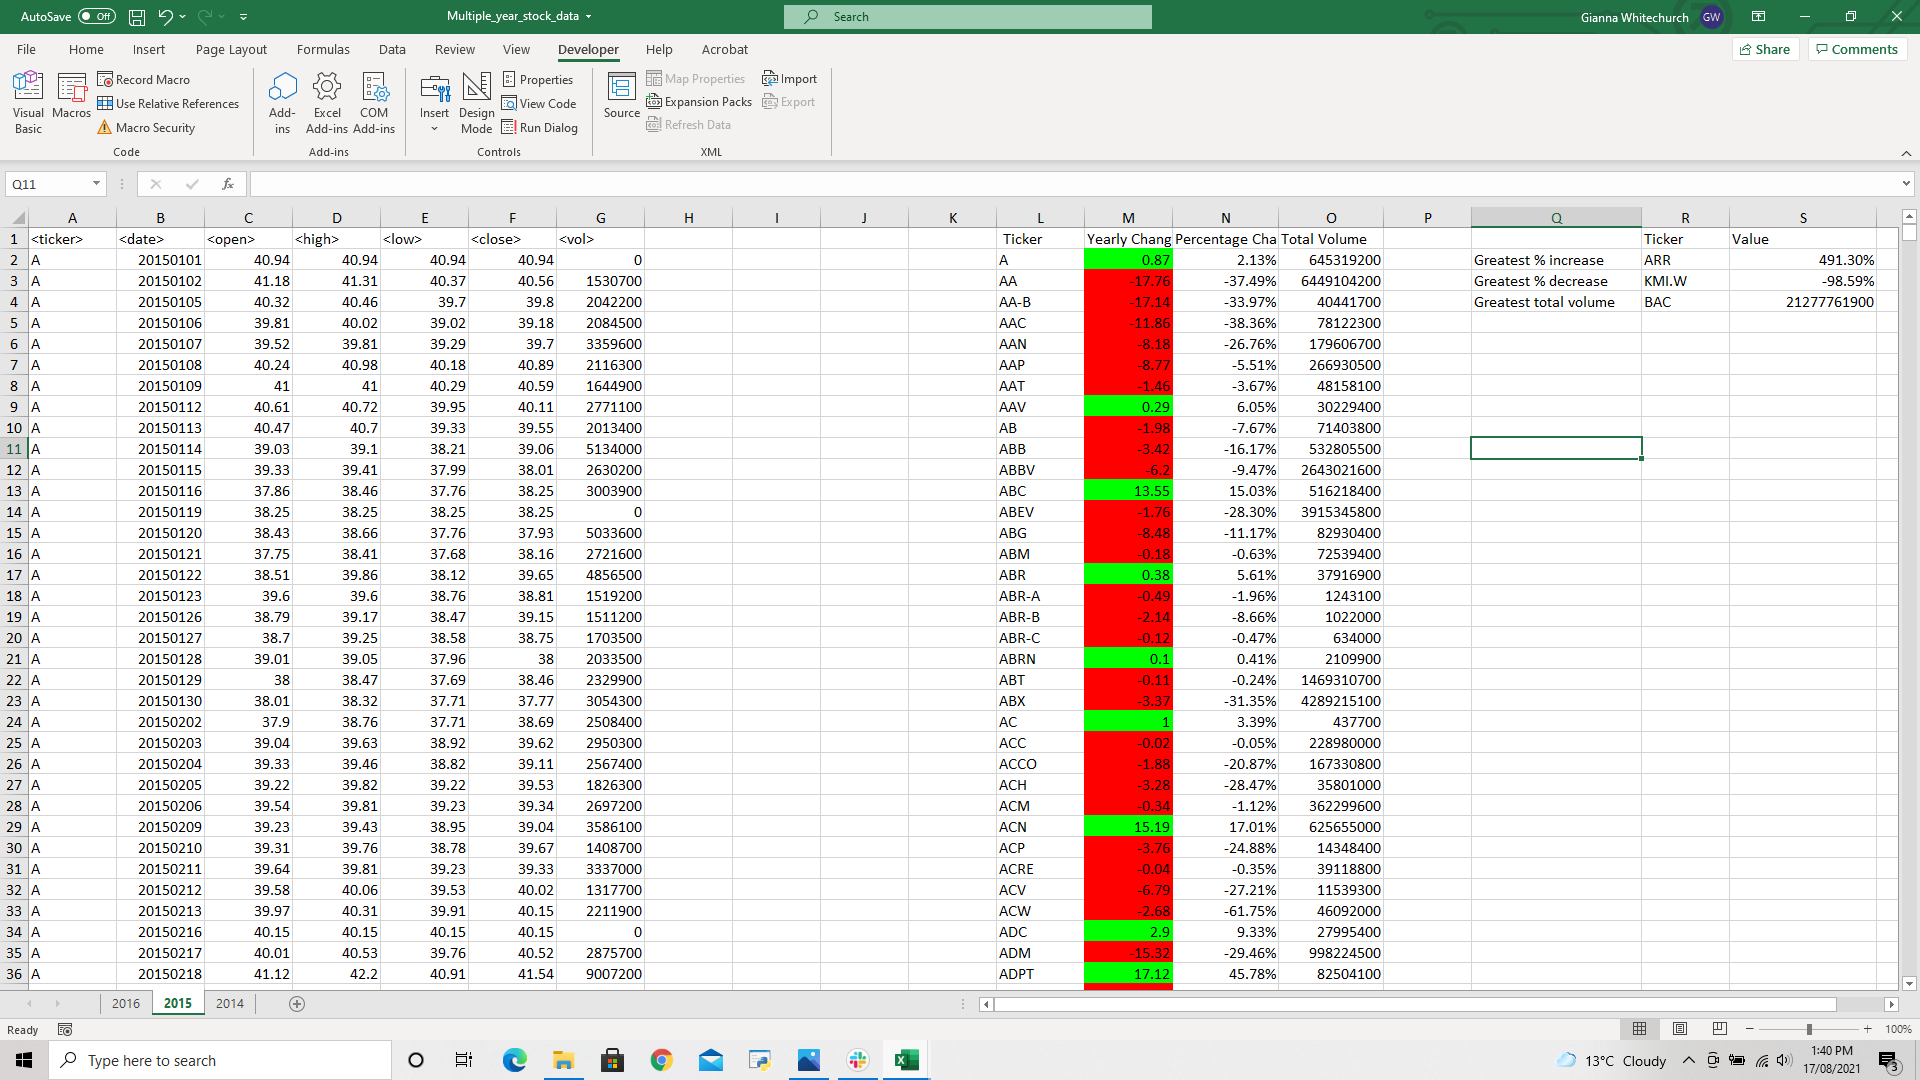 AutoSave Off Multiple_year_stock_data Search Gianna Whitechurch GW
File Home Insert Page Layout Formulas Data Review View Developer Help Acrobat Share Comments
Visual Basic Macros Record Macro Use Relative References Macro Security
Add-ins Excel Add-ins COM Add-ins
Insert Design Mode Properties View Code Run Dialog
Source Map Properties Expansion Packs Refresh Data Import Export
Code Add-ins Controls XML
Q11 fx
A B C D E F G H I J K L M N O P Q R S
1 <ticker> <date> <open> <high> <low> <close> <vol> Ticker Yearly Chang Percentage Cha Total Volume Ticker Value
2 A 20150101 40.94 40.94 40.94 40.94 0 A 0.87 2.13% 645319200 Greatest % increase ARR 491.30%
3 A 20150102 41.18 41.31 40.37 40.56 1530700 AA -17.76 -37.49% 6449104200 Greatest % decrease KMI.W -98.59%
4 A 20150105 40.32 40.46 39.7 39.8 2042200 AA-B -17.14 -33.97% 40441700 Greatest total volume BAC 21277761900
5 A 20150106 39.81 40.02 39.02 39.18 2084500 AAC -11.86 -38.36% 78122300
6 A 20150107 39.52 39.81 39.29 39.7 3359600 AAN -8.18 -26.76% 179606700
7 A 20150108 40.24 40.98 40.18 40.89 2116300 AAP -8.77 -5.51% 266930500
8 A 20150109 41 41 40.29 40.59 1644900 AAT -1.46 -3.67% 48158100
9 A 20150112 40.61 40.72 39.95 40.11 2771100 AAV 0.29 6.05% 30229400
10 A 20150113 40.47 40.7 39.33 39.55 2013400 AB -1.98 -7.67% 71403800
11 A 20150114 39.03 39.1 38.21 39.06 5134000 ABB -3.42 -16.17% 532805500
12 A 20150115 39.33 39.41 37.99 38.01 2630200 ABBV -6.2 -9.47% 2643021600
13 A 20150116 37.86 38.46 37.76 38.25 3003900 ABC 13.55 15.03% 516218400
14 A 20150119 38.25 38.25 38.25 38.25 0 ABEV -1.76 -28.30% 3915345800
15 A 20150120 38.43 38.66 37.76 37.93 5033600 ABG -8.48 -11.17% 82930400
16 A 20150121 37.75 38.41 37.68 38.16 2721600 ABM -0.18 -0.63% 72539400
17 A 20150122 38.51 39.86 38.12 39.65 4856500 ABR 0.38 5.61% 37916900
18 A 20150123 39.6 39.6 38.76 38.81 1519200 ABR-A -0.49 -1.96% 1243100
19 A 20150126 38.79 39.17 38.47 39.15 1511200 ABR-B -2.14 -8.66% 1022000
20 A 20150127 38.7 39.25 38.58 38.75 1703500 ABR-C -0.12 -0.47% 634000
21 A 20150128 39.01 39.05 37.96 38 2033500 ABRN 0.1 0.41% 2109900
22 A 20150129 38 38.47 37.69 38.46 2329900 ABT -0.11 -0.24% 1469310700
23 A 20150130 38.01 38.32 37.71 37.77 3054300 ABX -3.37 -31.35% 4289215100
24 A 20150202 37.9 38.76 37.71 38.69 2508400 AC 1 3.39% 437700
25 A 20150203 39.04 39.63 38.92 39.62 2950300 ACC -0.02 -0.05% 228980000
26 A 20150204 39.33 39.46 38.82 39.11 2567400 ACCO -1.88 -20.87% 167330800
27 A 20150205 39.22 39.82 39.22 39.53 1826300 ACH -3.28 -28.47% 35801000
28 A 20150206 39.54 39.81 39.23 39.34 2697200 ACM -0.34 -1.12% 362299600
29 A 20150209 39.23 39.43 38.95 39.04 3586100 ACN 15.19 17.01% 625655000
30 A 20150210 39.31 39.76 38.78 39.67 1408700 ACP -3.76 -24.88% 14348400
31 A 20150211 39.64 39.81 39.23 39.33 3337000 ACRE -0.04 -0.35% 39118800
32 A 20150212 39.58 40.06 39.53 40.02 1317700 ACV -6.79 -27.21% 11539300
33 A 20150213 39.97 40.31 39.91 40.15 2211900 ACW -2.68 -61.75% 46092000
34 A 20150216 40.15 40.15 40.15 40.15 0 ADC 2.9 9.33% 27995400
35 A 20150217 40.01 40.53 39.76 40.52 2875700 ADM -15.32 -29.46% 998224500
36 A 20150218 41.12 42.2 40.91 41.54 9007200 ADPT 17.12 45.78% 82504100
2016 2015 2014
Ready 100%
Type here to search 13°C Cloudy 1:40 PM
17/08/2021 3